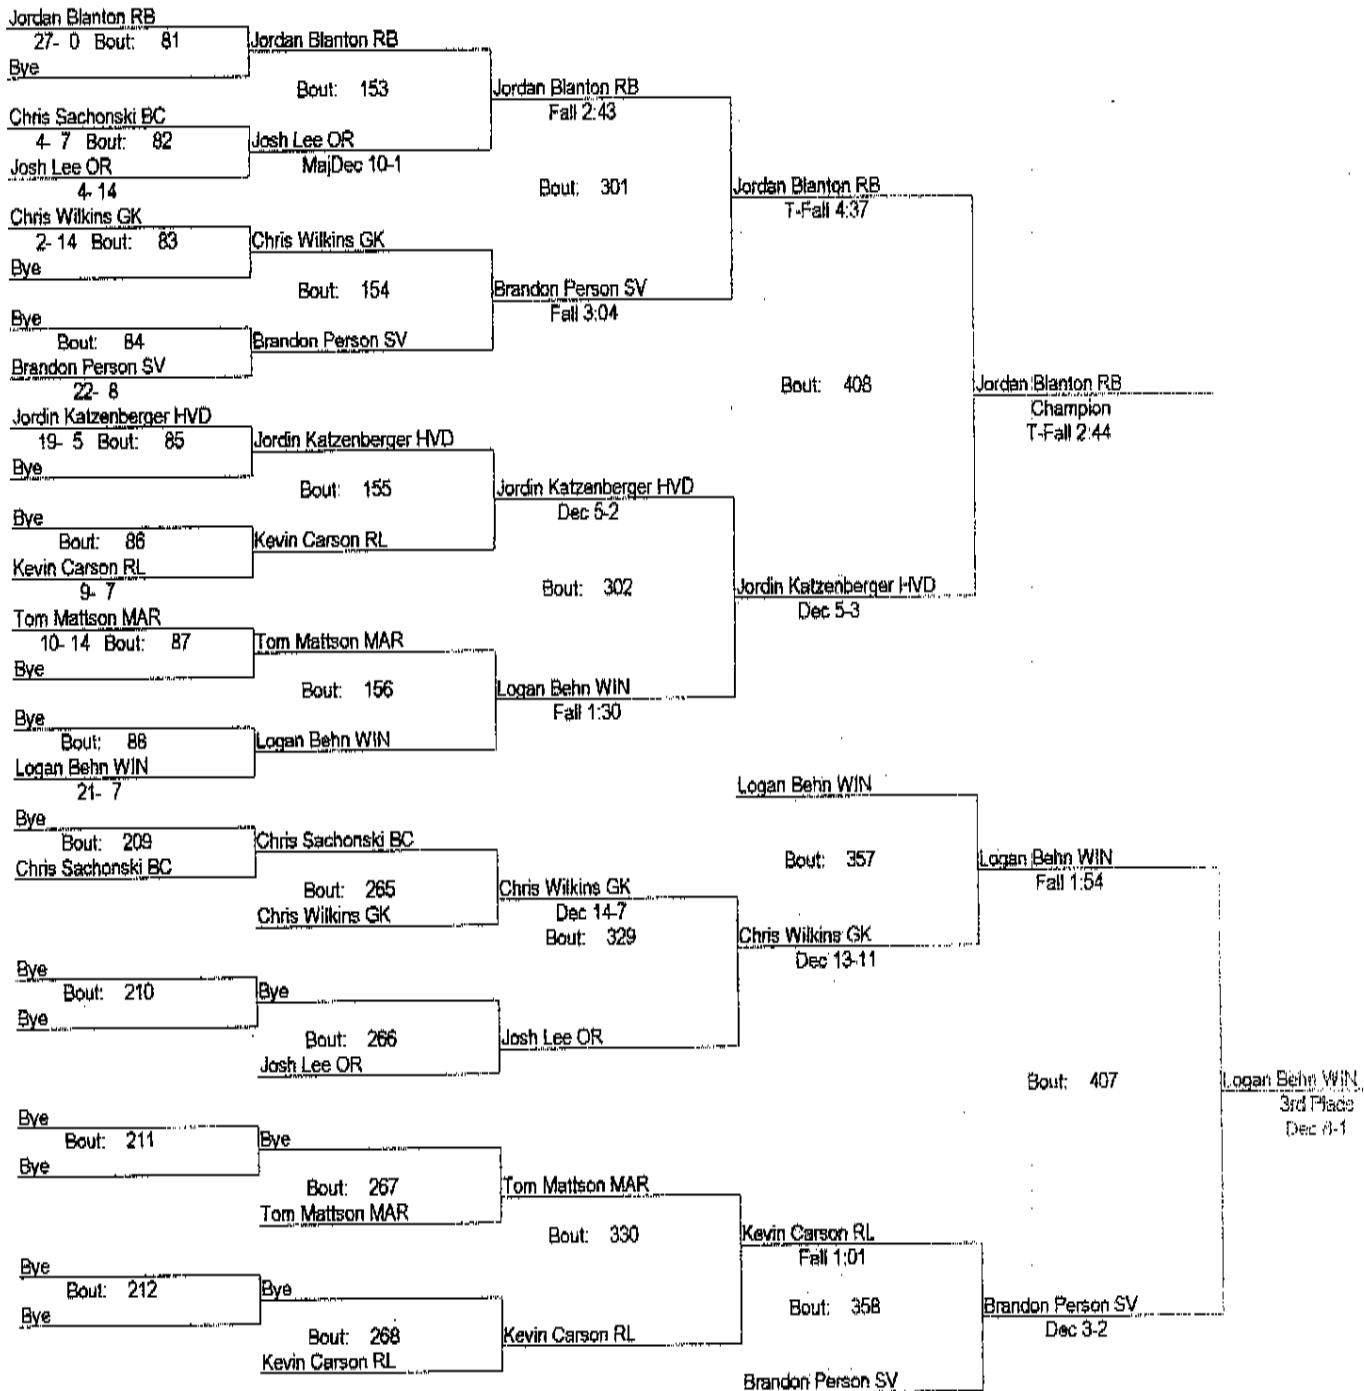 Jordan Blanton RB
27- 0 Bout: 81
Bye
Jordan Blanton RB
Bout: 153
Chris Sachonski BC
4- 7 Bout: 82
Josh Lee OR
4- 14
Josh Lee OR
MajDec 10-1
Jordan Blanton RB
Fall 2:43
Bout: 301
Chris Wilkins GK
2- 14 Bout: 83
Bye
Chris Wilkins GK
Bout: 154
Bye
Bout: 84
Brandon Person SV
22- 8
Brandon Person SV
Brandon Person SV
Fall 3:04
Jordan Blanton RB
T-Fall 4:37
Bout: 408
Jordan Blanton RB
Champion
T-Fall 2:44
Jordin Katzenberger HVD
19- 5 Bout: 85
Bye
Jordin Katzenberger HVD
Bout: 155
Bye
Bout: 86
Kevin Carson RL
9- 7
Kevin Carson RL
Jordin Katzenberger HVD
Dec 5-2
Bout: 302
Jordin Katzenberger HVD
Dec 5-3
Tom Mattson MAR
10- 14 Bout: 87
Bye
Tom Mattson MAR
Bout: 156
Bye
Bout: 88
Logan Behn WIN
21- 7
Logan Behn WIN
Logan Behn WIN
Fall 1:30
Bye
Bout: 209
Chris Sachonski BC
Chris Sachonski BC
Bout: 265
Chris Wilkins GK
Chris Wilkins GK
Dec 14-7
Bout: 329
Bye
Bout: 210
Bye
Bye
Bout: 266
Josh Lee OR
Josh Lee OR
Logan Behn WIN
Bout: 357
Chris Wilkins GK
Dec 13-11
Logan Behn WIN
Fall 1:54
Bout: 407
Logan Behn WIN
3rd Place
Dec
Bye
Bout: 211
Bye
Bye
Bout: 267
Tom Mattson MAR
Tom Mattson MAR
Bout: 330
Bye
Bout: 212
Bye
Bye
Bout: 268
Kevin Carson RL
Kevin Carson RL
Kevin Carson RL
Fall 1:01
Bout: 358
Brandon Person SV
Brandon Person SV
Dec 3-2